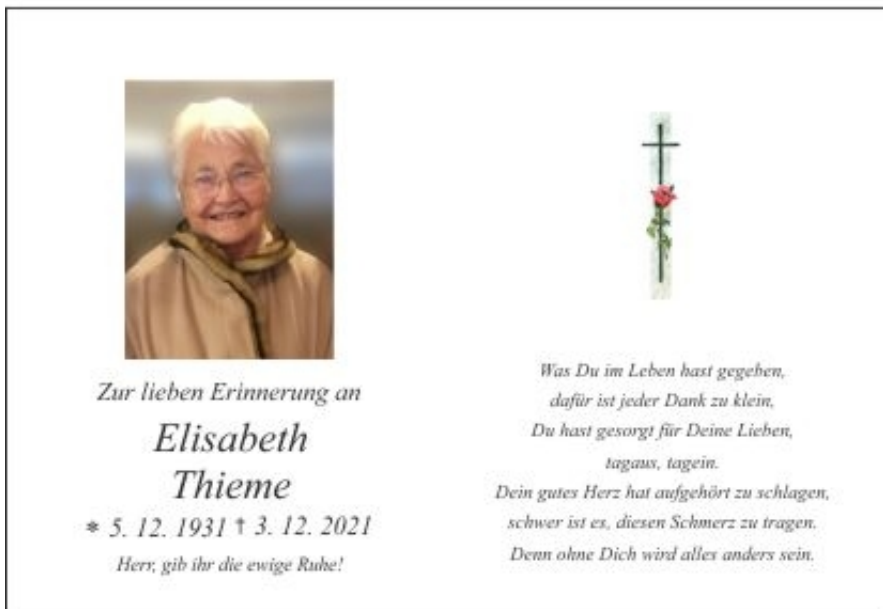 Zur lieben Erinnerung an
Elisabeth
Thieme
* 5. 12. 1931 † 3. 12. 2021
Herr, gib ihr die ewige Ruhe!
Was Du im Leben hast gegeben,
dafür ist jeder Dank zu klein,
Du hast gesorgt für Deine Lieben,
tagaus, tagein.
Dein gutes Herz hat aufgehört zu schlagen,
schwer ist es, diesen Schmerz zu tragen.
Denn ohne Dich wird alles anders sein.